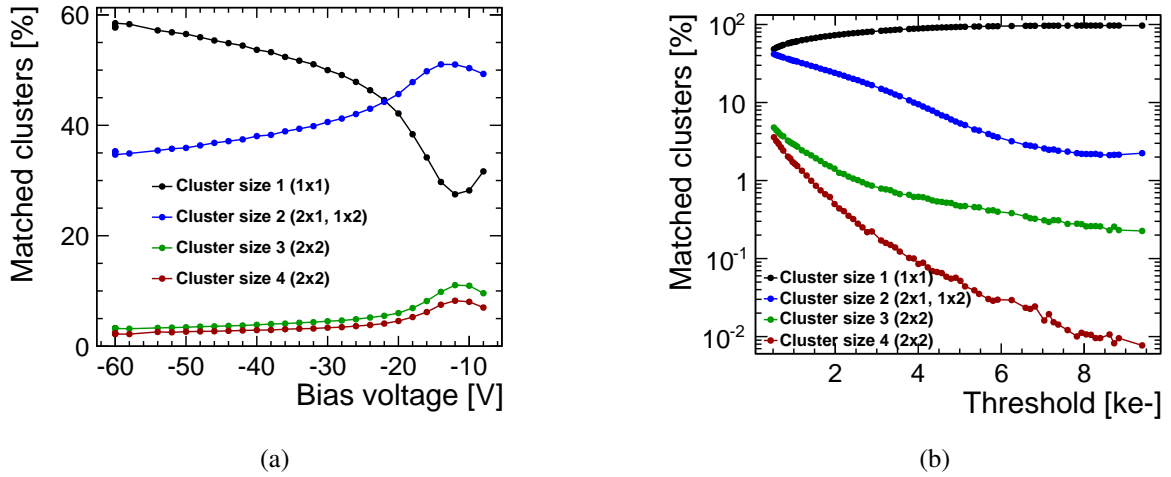 Matched clusters [%]
60
40
20
0
Cluster size 1 (1x1)
Cluster size 2 (2x1, 1x2)
Cluster size 3 (2x2)
Cluster size 4 (2x2)
-60 -50 -40 -30 -20 -10
Bias voltage [V]
(a)
Matched clusters [%]
10²
10
1
10⁻¹
10⁻²
Cluster size 1 (1x1)
Cluster size 2 (2x1, 1x2)
Cluster size 3 (2x2)
Cluster size 4 (2x2)
2 4 6 8
Threshold [ke-]
(b)